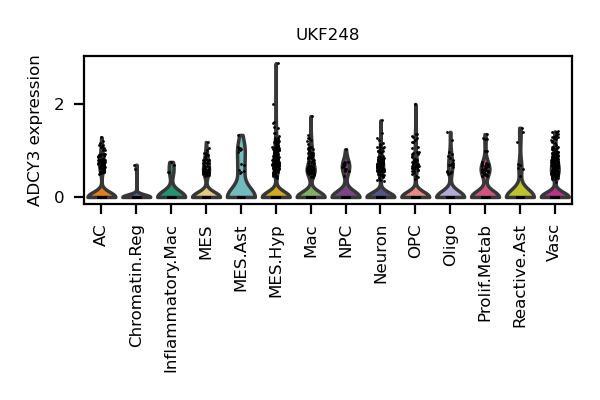 UKF248
ADCY3 expression
2
0
AC
Chromatin.Reg
Inflammatory.Mac
MES
MES.Ast
MES.Hyp
Mac
NPC
Neuron
OPC
Oligo
Prolif.Metab
Reactive.Ast
Vasc